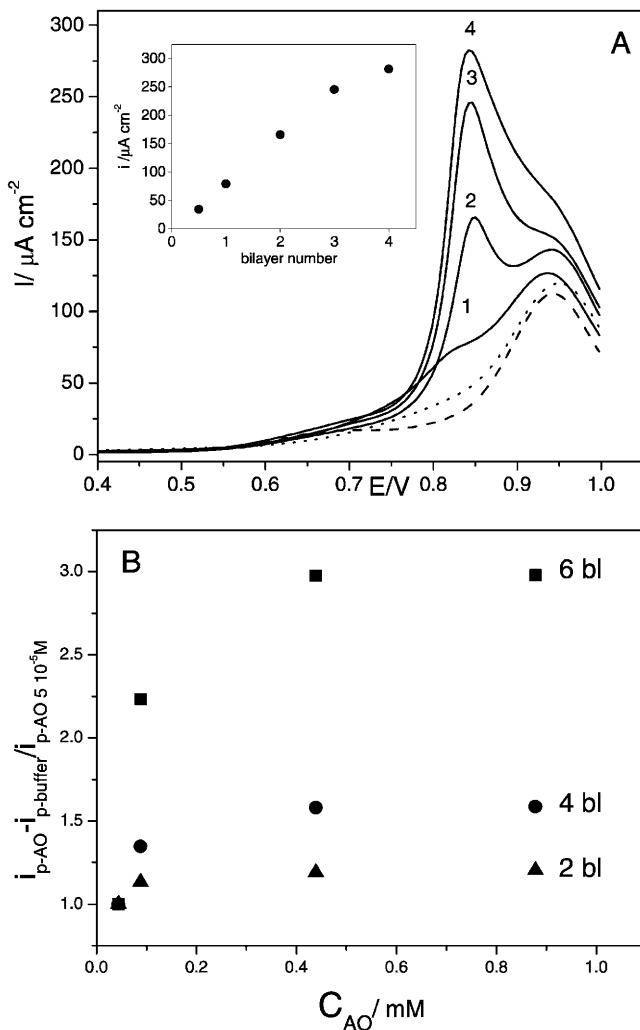 A
I/ μA cm-2
300
250
200
150
100
50
0
0.4 0.5 0.6 0.7 0.8 0.9 1.0
E/V
4
3
2
1
i /μA cm-2
300
250
200
150
100
50
0
0 1 2 3 4
bilayer number
B
ip-AO-ip-buffer/ip-AO 5 10-5M
3.0
2.5
2.0
1.5
1.0
6 bl
4 bl
2 bl
0.0 0.2 0.4 0.6 0.8 1.0
CAO/ mM